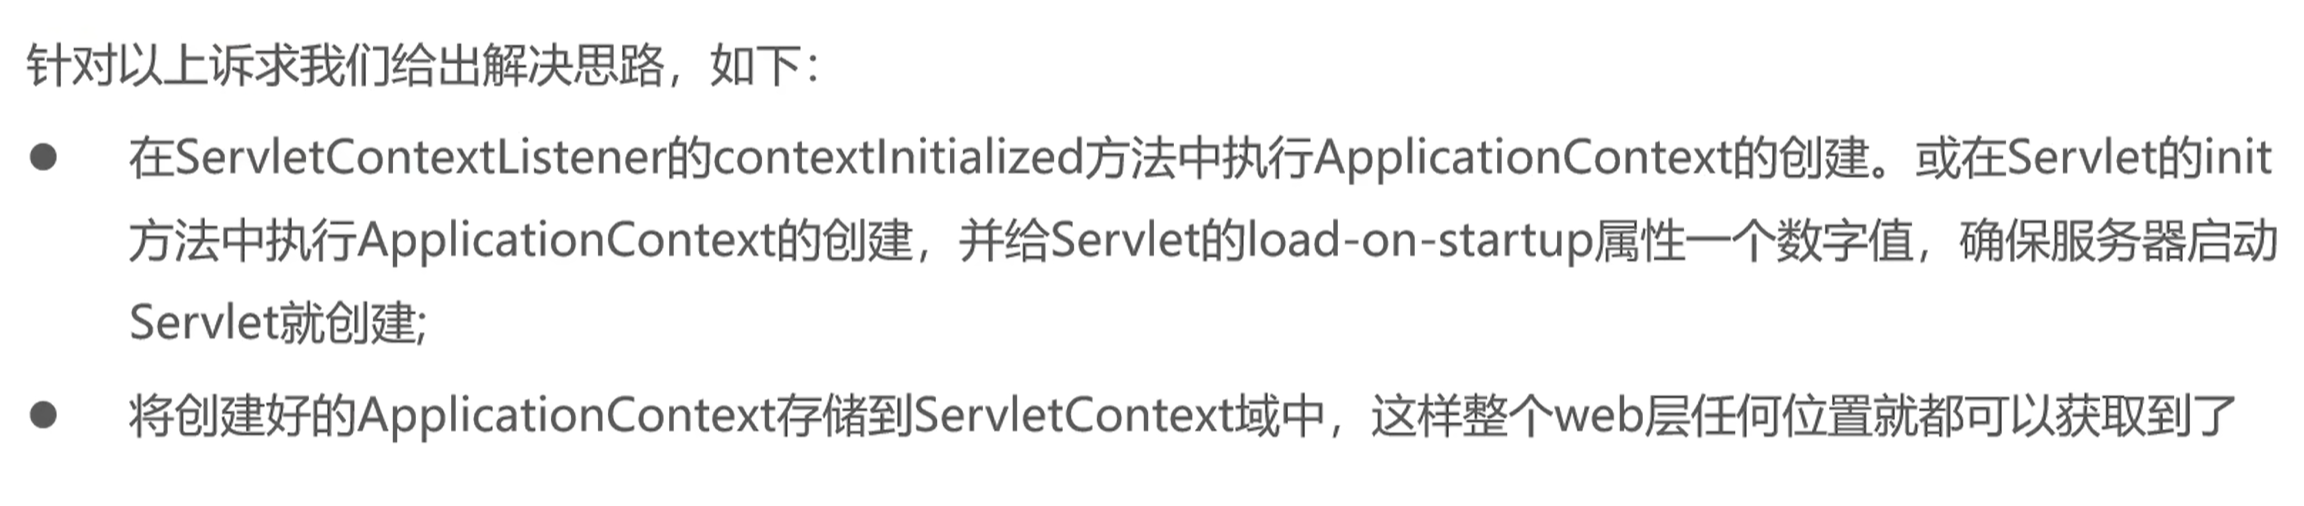 针对以上诉求我们给出解决思路，如下：
● 在ServletContextListener的contextInitialized方法中执行ApplicationContext的创建。或在Servlet的init
方法中执行ApplicationContext的创建，并给Servlet的load-on-startup属性一个数字值，确保服务器启动
Servlet就创建;
● 将创建好的ApplicationContext存储到ServletContext域中，这样整个web层任何位置就都可以获取到了